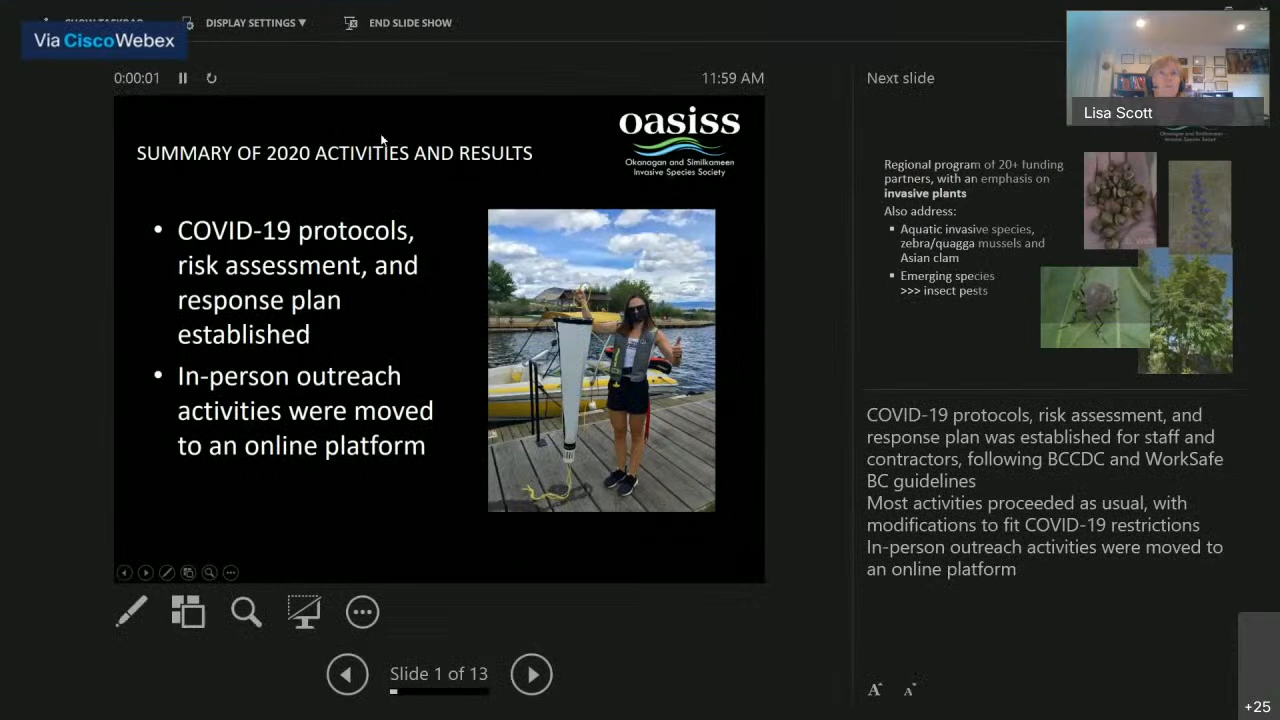 DISPLAY SETTINGS ▼
END SLIDE SHOW
Via CiscoWebex
0:00:01
11:59 AM
Next slide
Lisa Scott
oasiss
Okanagan and Similkameen
Invasive Species Society
SUMMARY OF 2020 ACTIVITIES AND RESULTS
• COVID-19 protocols,
risk assessment, and
response plan
established
• In-person outreach
activities were moved
to an online platform
Regional program of 20+ funding
partners, with an emphasis on
invasive plants
Also address:
▪ Aquatic invasive species,
zebra/quagga mussels and
Asian clam
▪ Emerging species
>>> insect pests
COVID-19 protocols, risk assessment, and
response plan was established for staff and
contractors, following BCCDC and WorkSafe
BC guidelines
Most activities proceeded as usual, with
modifications to fit COVID-19 restrictions
In-person outreach activities were moved to
an online platform
Slide 1 of 13
A A
+25